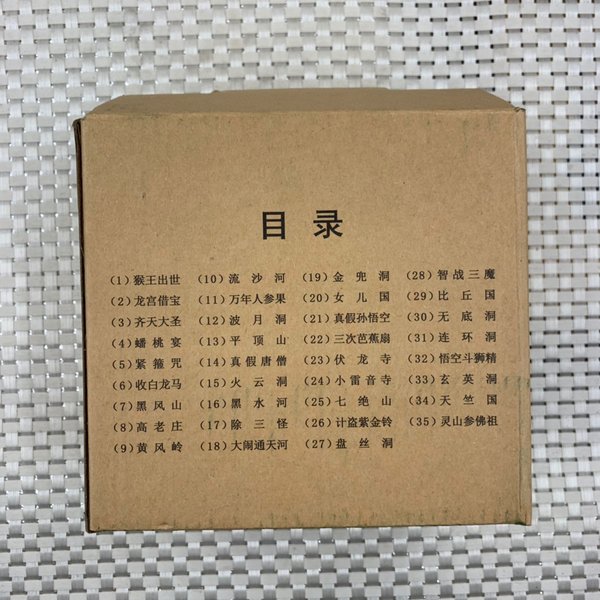 目录
（1）猴王出世
（2）龙宫借宝
（3）齐天大圣
（4）蟠桃宴
（5）紧箍咒
（6）收白龙马
（7）黑风山
（8）高老庄
（9）黄风岭
（10）流沙河
（11）万年人参果
（12）波月洞
（13）平顶山
（14）真假唐僧
（15）火云洞
（16）黑水河
（17）除三怪
（18）大闹通天河
（19）金兜洞
（20）女儿国
（21）真假孙悟空
（22）三次芭蕉扇
（23）伏龙寺
（24）小雷音寺
（25）七绝山
（26）计盗紫金铃
（27）盘丝洞
（28）智战三魔
（29）比丘国
（30）无底洞
（31）连环洞
（32）悟空斗狮精
（33）玄英洞
（34）天竺国
（35）灵山参佛祖